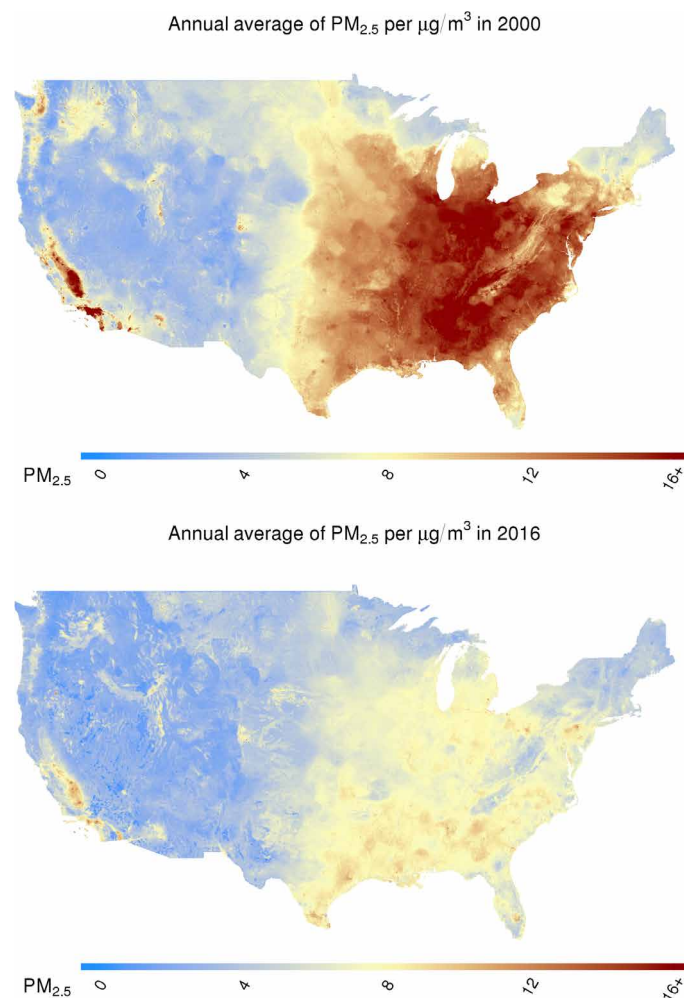 Annual average of PM₂.₅ per μg/m³ in 2000
PM₂.₅ 0 4 8 12 16+
Annual average of PM₂.₅ per μg/m³ in 2016
PM₂.₅ 0 4 8 12 16+